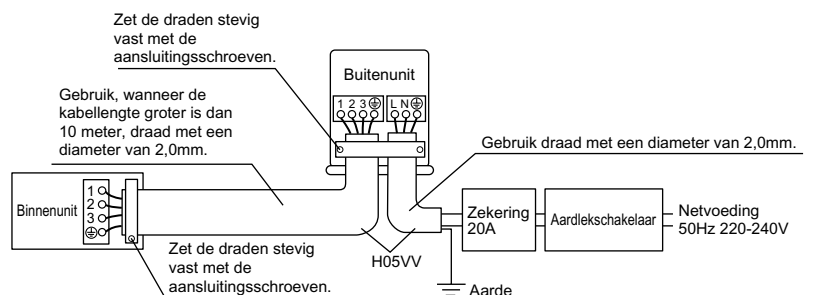 Zet de draden stevig
vast met de
aansluitingsschroeven.
Buitenunit
1 2 3
L N
Gebruik, wanneer de
kabellengte groter is dan
10 meter, draad met een
diameter van 2,0mm.
Gebruik draad met een diameter van 2,0mm.
Binnenunit
1
2
3
Zekering
20A
Aardlekschakelaar
Netvoeding
50Hz 220-240V
Zet de draden stevig
vast met de
aansluitingsschroeven.
H05VV
Aarde